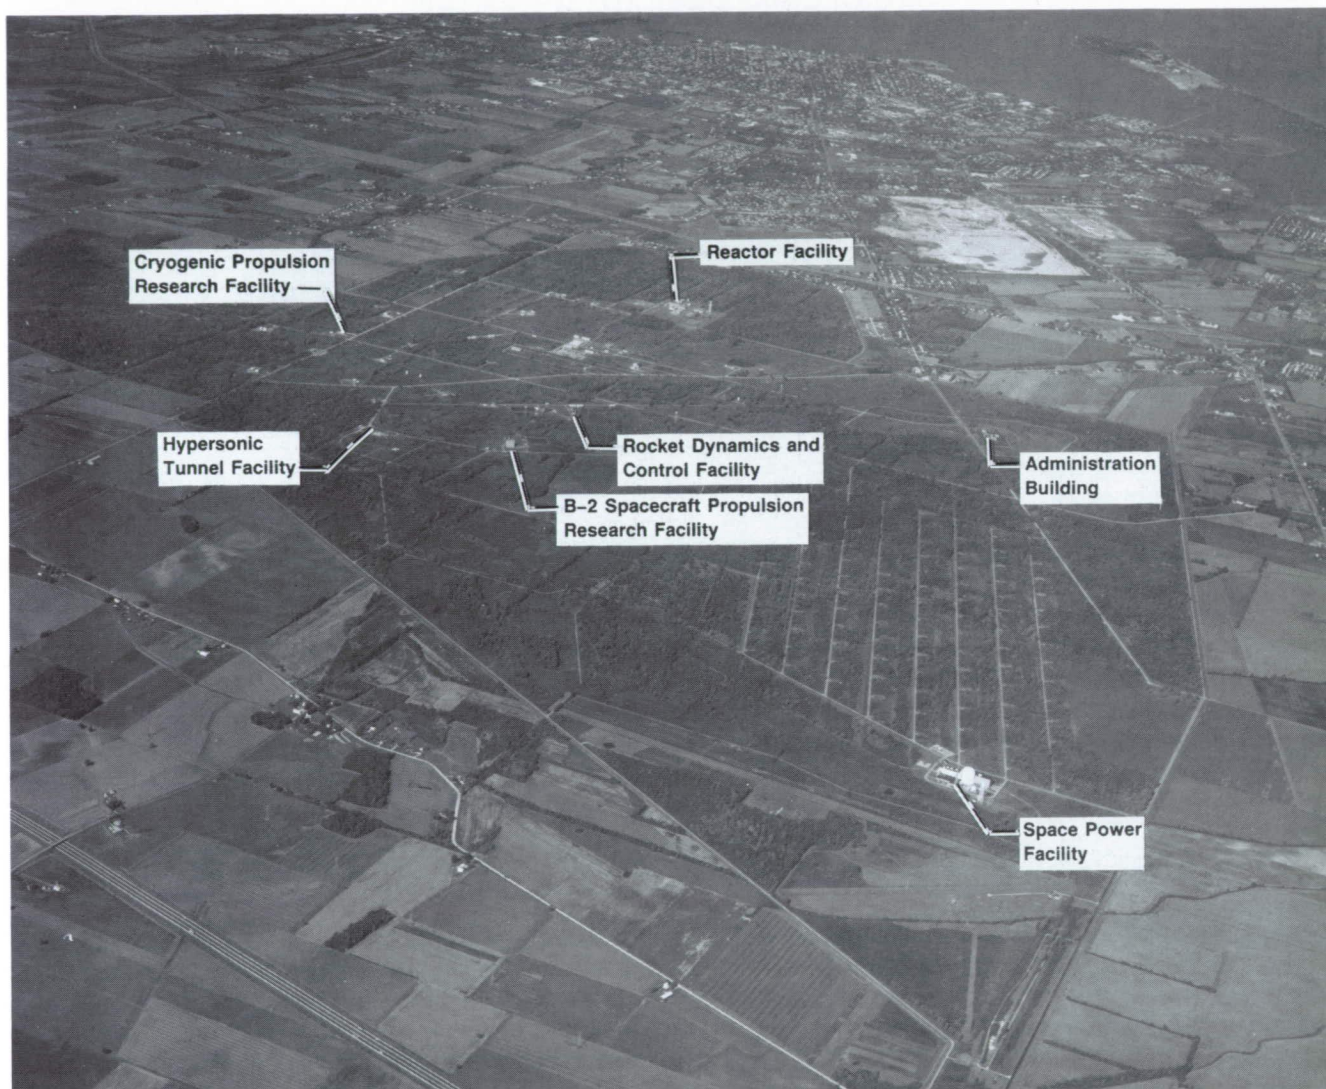 Cryogenic Propulsion
Research Facility
Reactor Facility
Hypersonic
Tunnel Facility
Rocket Dynamics and
Control Facility
B–2 Spacecraft Propulsion
Research Facility
Administration
Building
Space Power
Facility